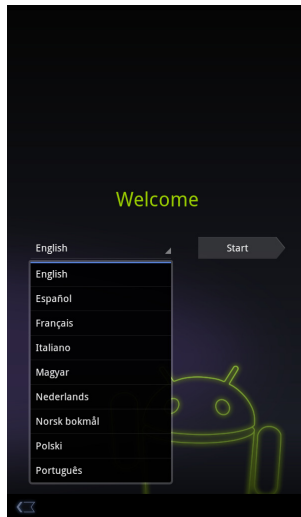 Welcome
English
Start
English
Español
Français
Italiano
Magyar
Nederlands
Norsk bokmål
Polski
Português